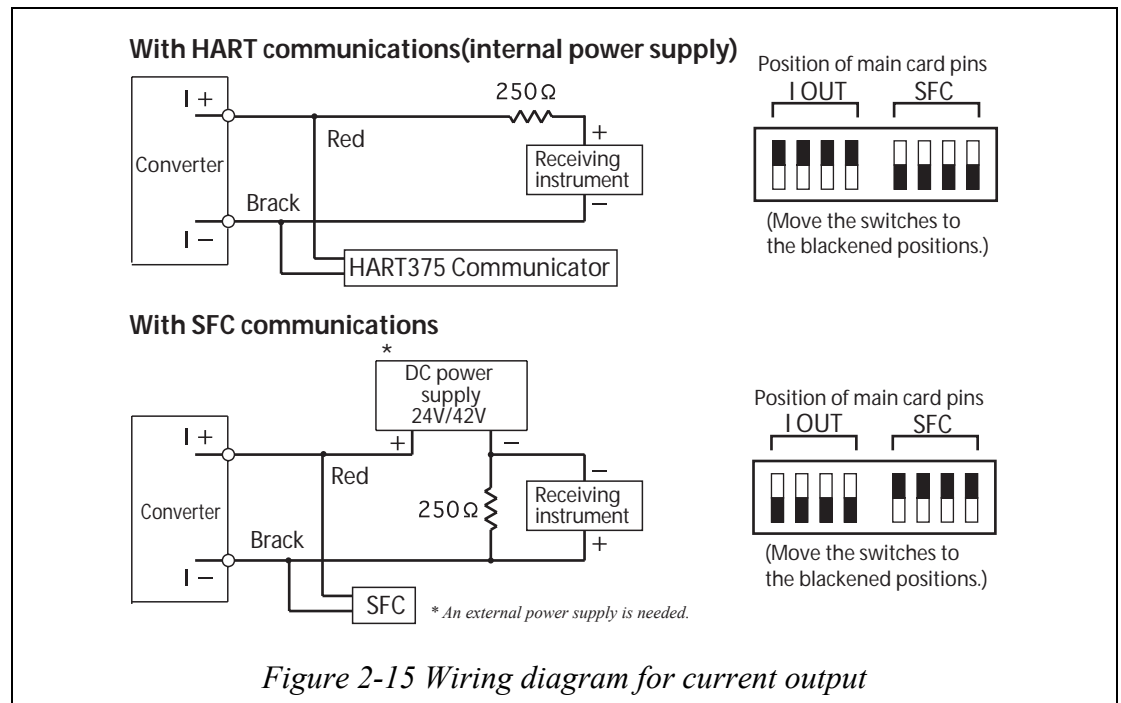 With HART communications(internal power supply)
I +
250Ω
Red
+
Converter
Receiving
instrument
Brack
−
I −
HART375 Communicator
Position of main card pins
I OUT
SFC
(Move the switches to
the blackened positions.)
With SFC communications
*
DC power
supply
24V/42V
I +
+
−
Red
−
Converter
250Ω
Receiving
instrument
Brack
+
I −
SFC
* An external power supply is needed.
Position of main card pins
I OUT
SFC
(Move the switches to
the blackened positions.)
Figure 2-15 Wiring diagram for current output